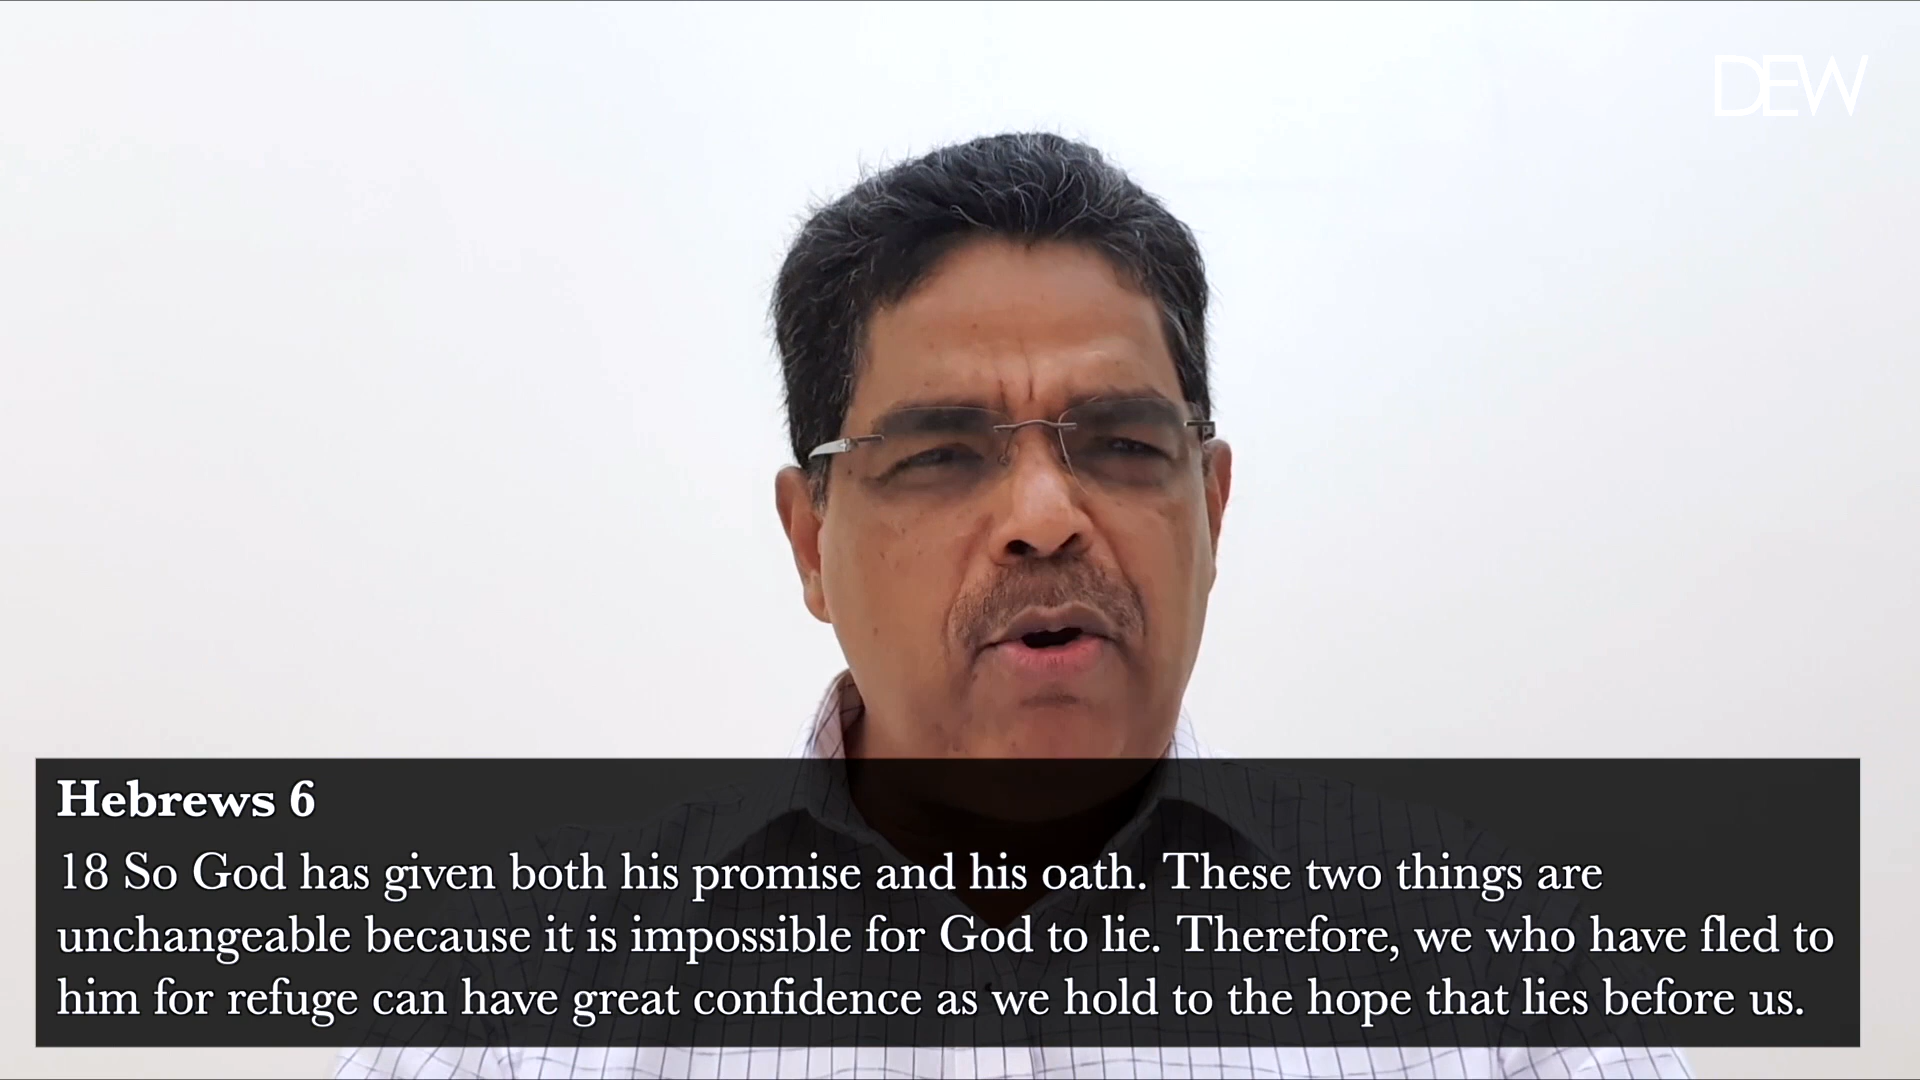 DEW
Hebrews 6
18 So God has given both his promise and his oath. These two things are
unchangeable because it is impossible for God to lie. Therefore, we who have fled to
him for refuge can have great confidence as we hold to the hope that lies before us.